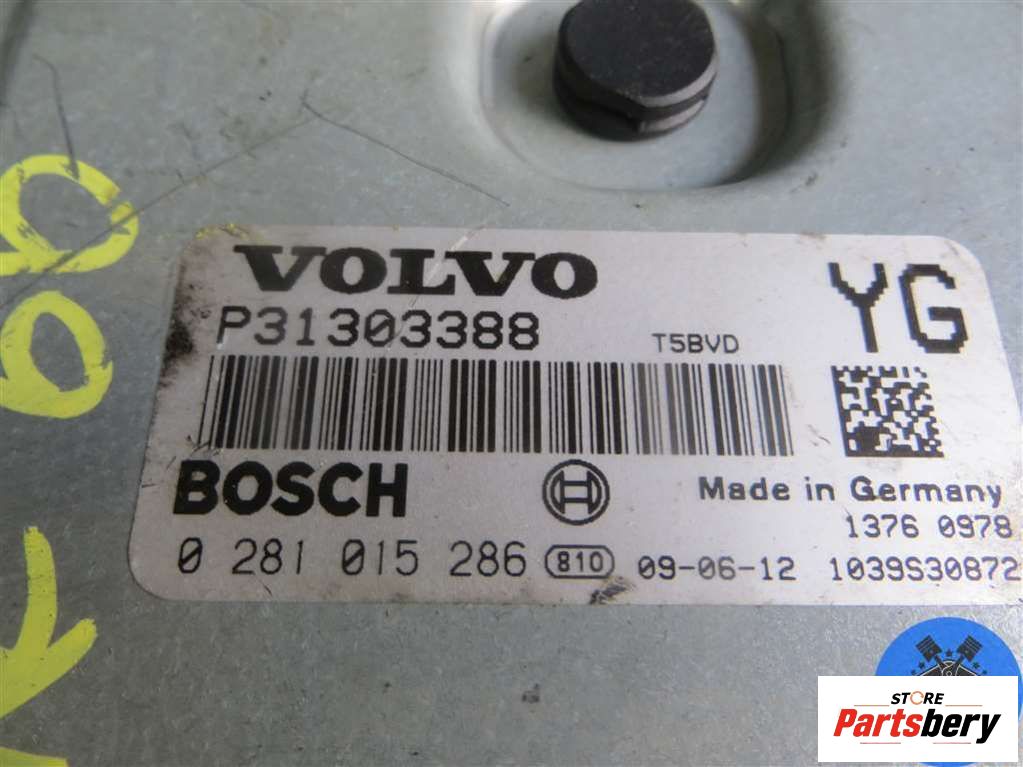 VOLVO
P31303388
T5BVD
YG
BOSCH
Made in Germany
1376 0978
0 281 015 286
810
09-06-12
1039S30872
STORE
Partsbery